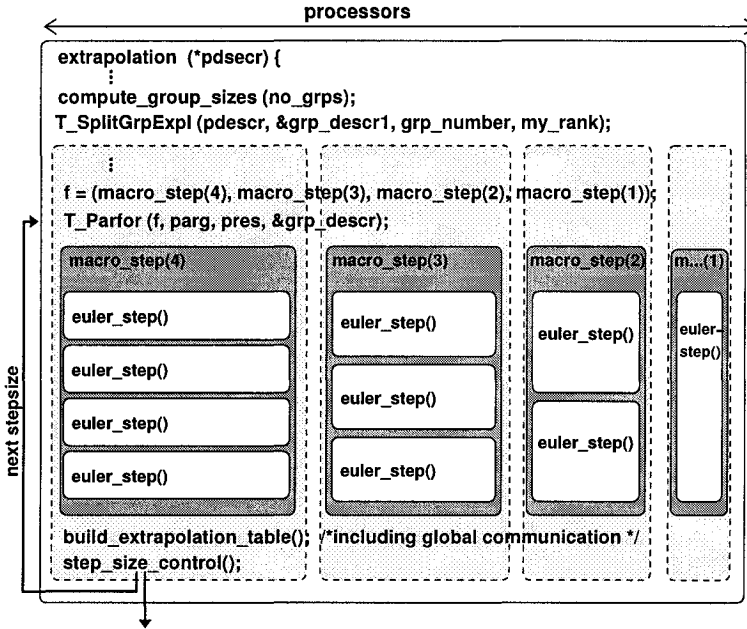 processors
extrapolation (*pdsecr) {
⋮
compute_group_sizes (no_grps);
T_SplitGrpExpl (pdescr, &grp_descr1, grp_number, my_rank);
⋮
f = (macro_step(4), macro_step(3), macro_step(2), macro_step(1));
T_Parfor (f, parg, pres, &grp_descr);
macro_step(4)
euler_step()
euler_step()
euler_step()
euler_step()
macro_step(3)
euler_step()
euler_step()
euler_step()
macro_step(2)
euler_step()
euler_step()
m...(1)
euler-
step()
next stepsize
build_extrapolation_table(); /*including global communication */
step_size_control();